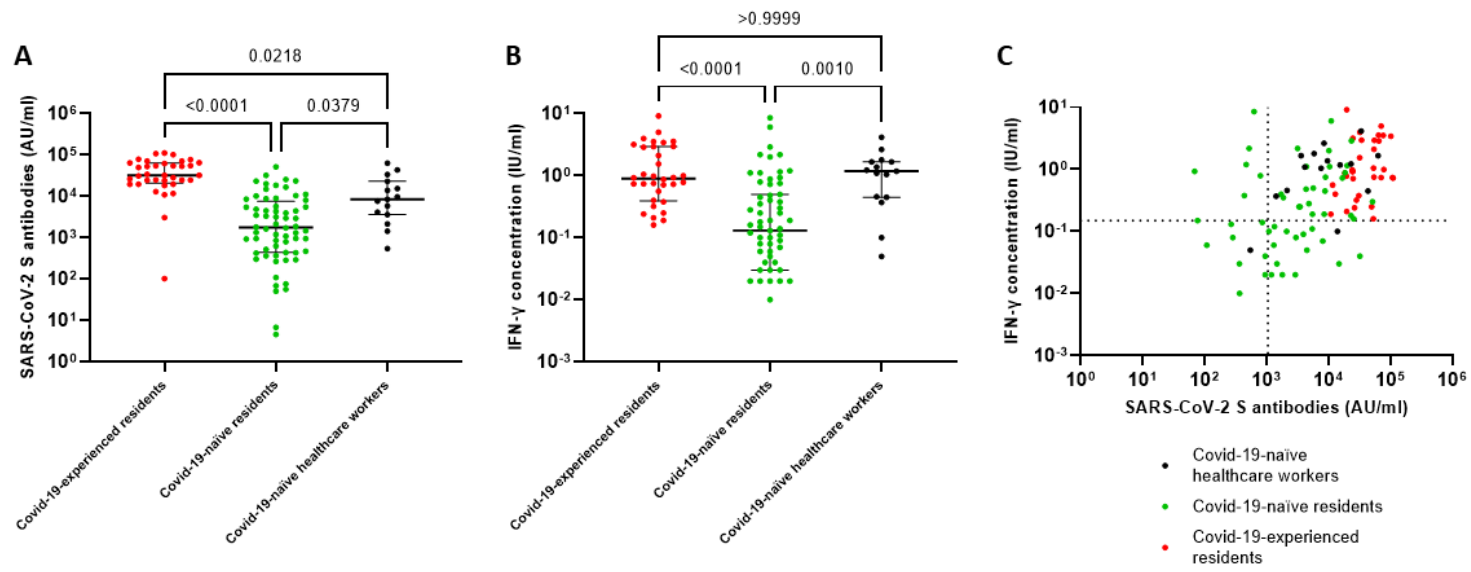 A
0.0218
<0.0001
0.0379
SARS-CoV-2 S antibodies (AU/ml)
10⁶
10⁵
10⁴
10³
10²
10¹
10⁰
Covid-19-experienced residents
Covid-19-naïve residents
Covid-19-naïve healthcare workers
B
>0.9999
<0.0001
0.0010
IFN-γ concentration (IU/ml)
10¹
10⁰
10⁻¹
10⁻²
10⁻³
Covid-19-experienced residents
Covid-19-naïve residents
Covid-19-naïve healthcare workers
C
IFN-γ concentration (IU/ml)
10¹
10⁰
10⁻¹
10⁻²
10⁻³
10⁰ 10¹ 10² 10³ 10⁴ 10⁵ 10⁶
SARS-CoV-2 S antibodies (AU/ml)
Covid-19-naïve
healthcare workers
Covid-19-naïve residents
Covid-19-experienced
residents